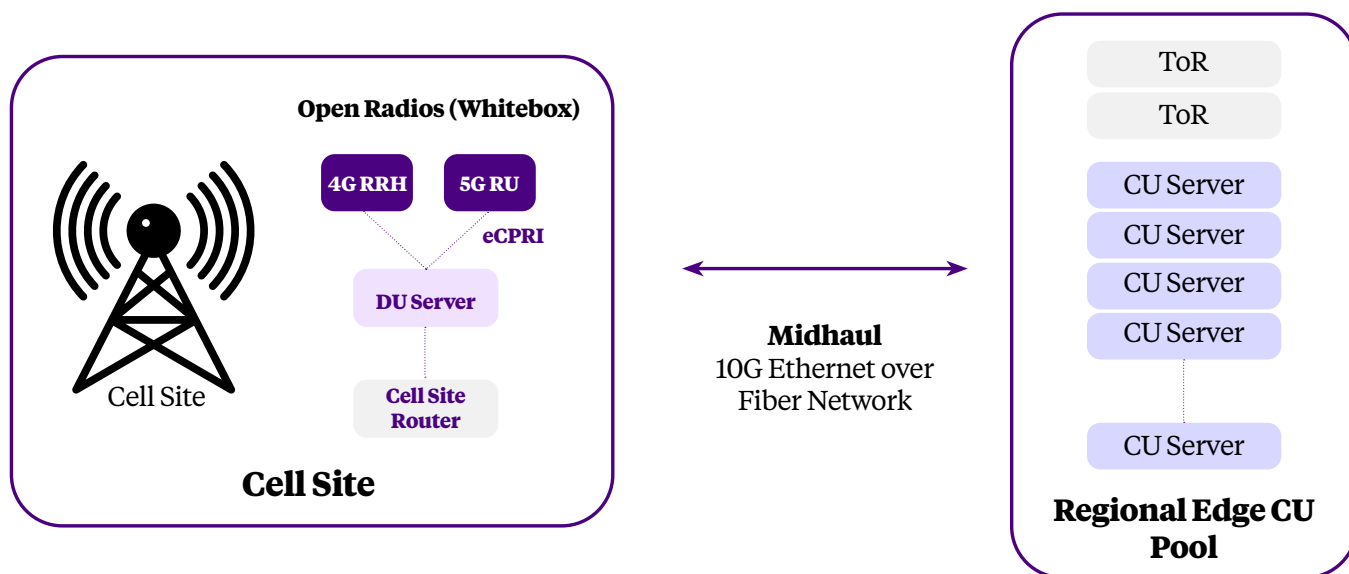 Open Radios (Whitebox)
4G RRH
5G RU
eCPRI
DU Server
Cell Site
Router
Cell Site
Cell Site
Midhaul
10G Ethernet over
Fiber Network
ToR
ToR
CU Server
CU Server
CU Server
CU Server
CU Server
Regional Edge CU
Pool